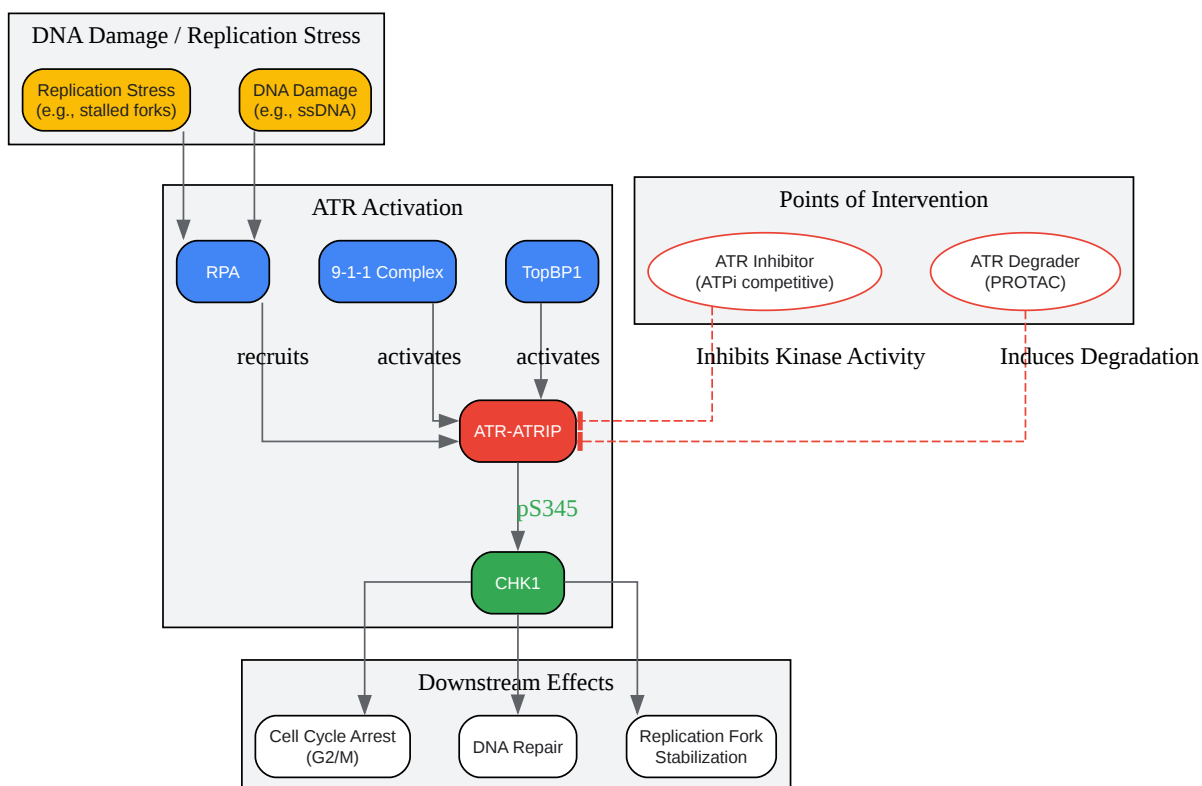 DNA Damage / Replication Stress
Replication Stress
(e.g., stalled forks)
DNA Damage
(e.g., ssDNA)
ATR Activation
Points of Intervention
RPA
9-1-1 Complex
TopBP1
ATR Inhibitor
(ATPi competitive)
ATR Degrader
(PROTAC)
recruits
activates
activates
Inhibits Kinase Activity
Induces Degradation
ATR-ATRIP
pS345
CHK1
Downstream Effects
Cell Cycle Arrest
(G2/M)
DNA Repair
Replication Fork
Stabilization